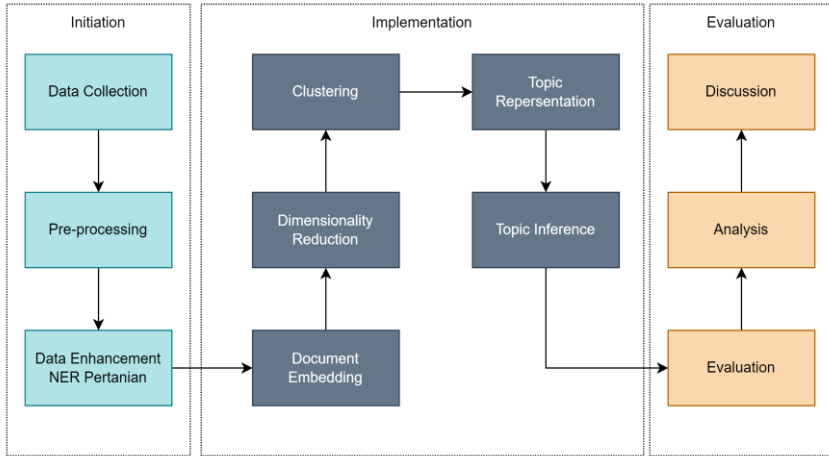 Initiation
Data Collection
Pre-processing
Data Enhancement
NER Pertanian
Implementation
Clustering
Dimensionality
Reduction
Document
Embedding
Topic
Repersentation
Topic Inference
Evaluation
Discussion
Analysis
Evaluation